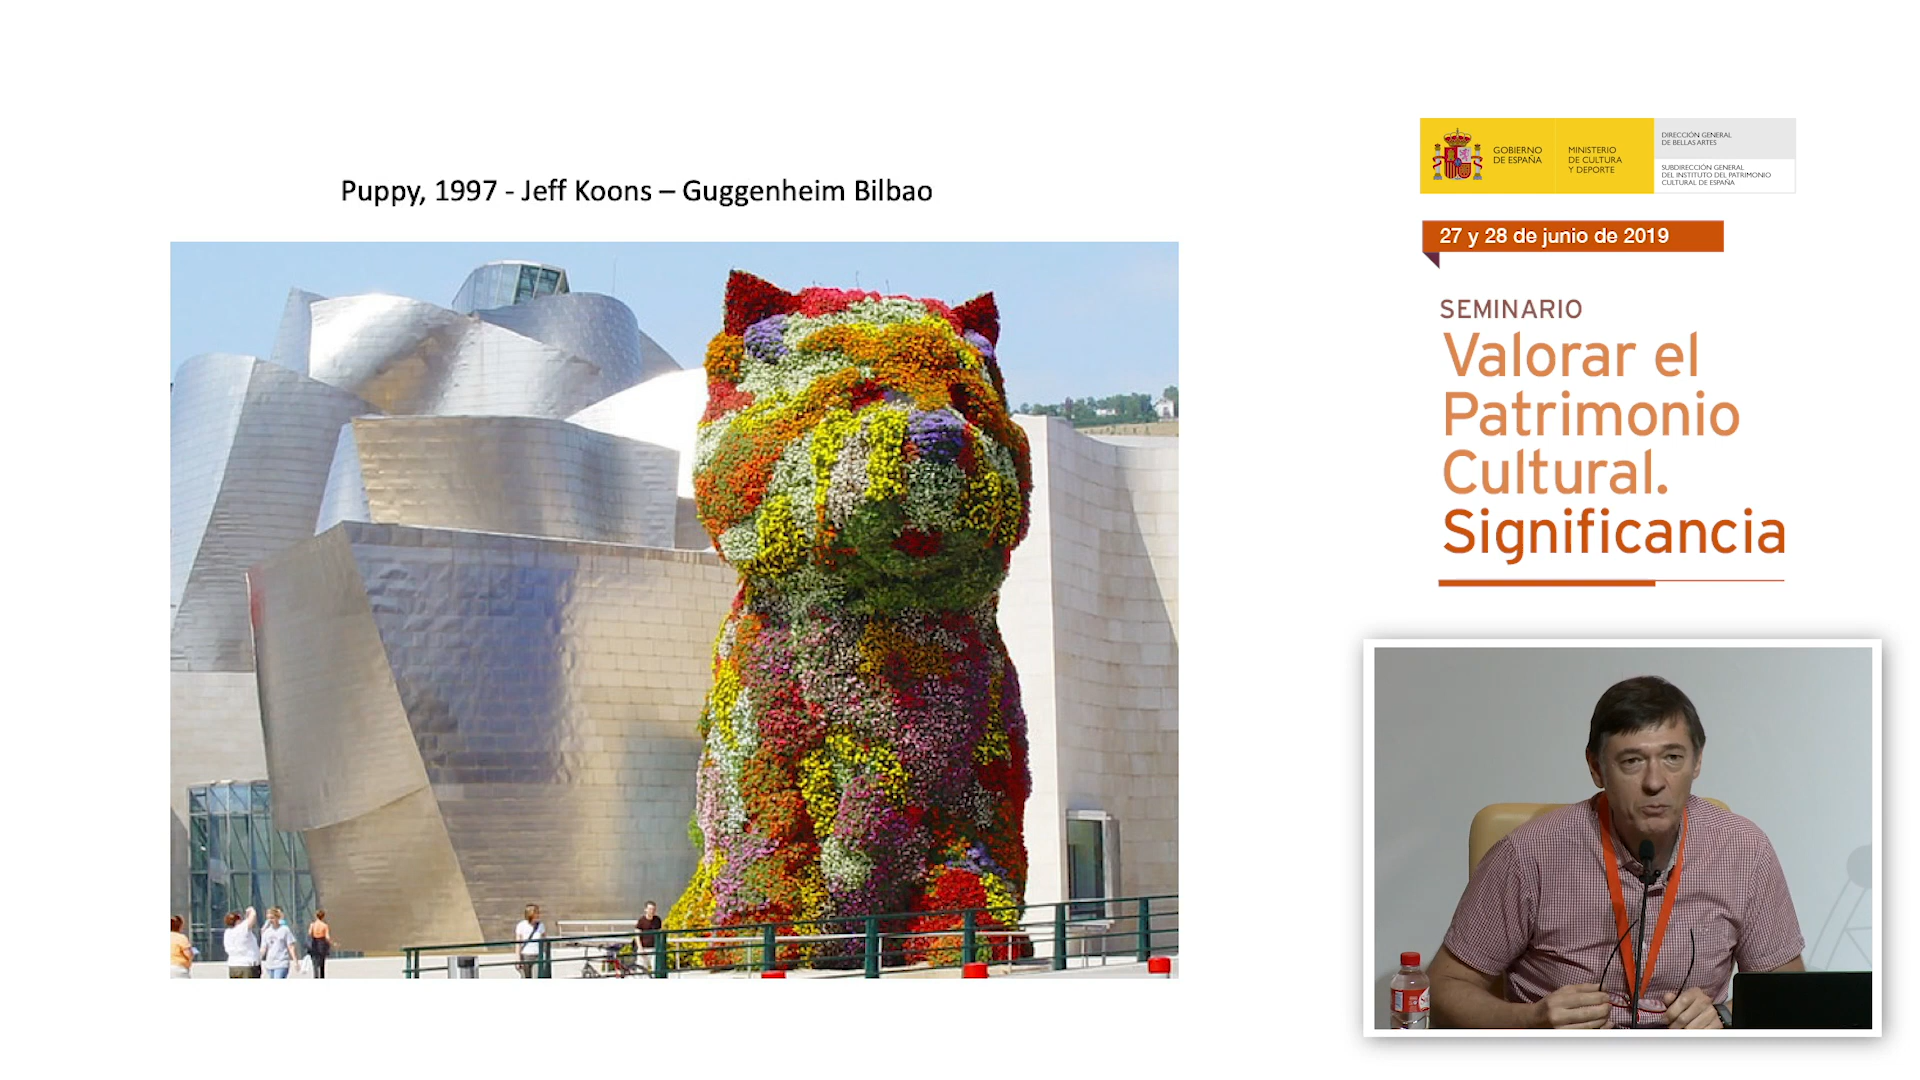 Puppy, 1997 - Jeff Koons – Guggenheim Bilbao
GOBIERNO
DE ESPAÑA
MINISTERIO
DE CULTURA
Y DEPORTE
DIRECCIÓN GENERAL
DE BELLAS ARTES
SUBDIRECCIÓN GENERAL
DEL INSTITUTO DEL PATRIMONIO
CULTURAL DE ESPAÑA
27 y 28 de junio de 2019
SEMINARIO
Valorar el
Patrimonio
Cultural.
Significancia